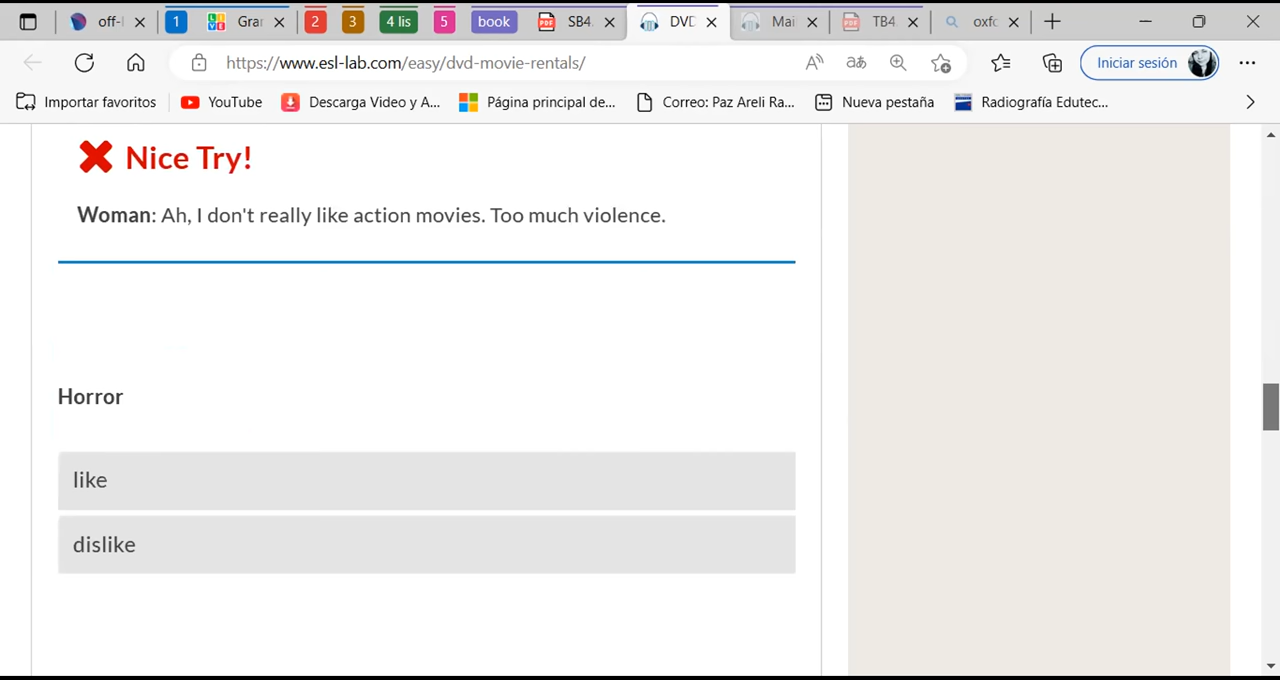 off-l
1
Grar
2
3
4 lis
5
book
SB4.
DVD
Mai
TB4.
oxfo
https://www.esl-lab.com/easy/dvd-movie-rentals/
Iniciar sesión
Importar favoritos
YouTube
Descarga Video y A...
Página principal de...
Correo: Paz Areli Ra...
Nueva pestaña
Radiografía Edutec...
Nice Try!
Woman: Ah, I don't really like action movies. Too much violence.
Horror
like
dislike